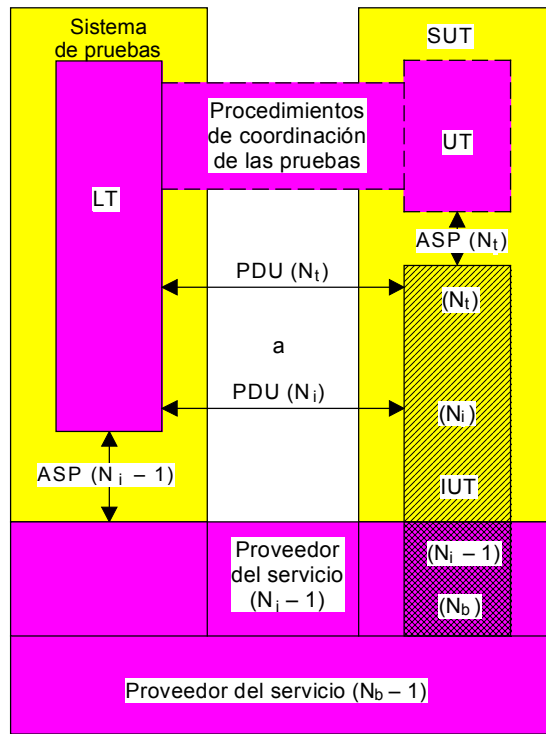 Sistema
de pruebas
SUT
Procedimientos
de coordinación
de las pruebas
UT
LT
ASP (Nt)
PDU (Nt)
(Nt)
a
PDU (Ni)
(Ni)
ASP (N i – 1)
IUT
Proveedor
del servicio
(Ni – 1)
(Ni – 1)
(Nb)
Proveedor del servicio (Nb – 1)